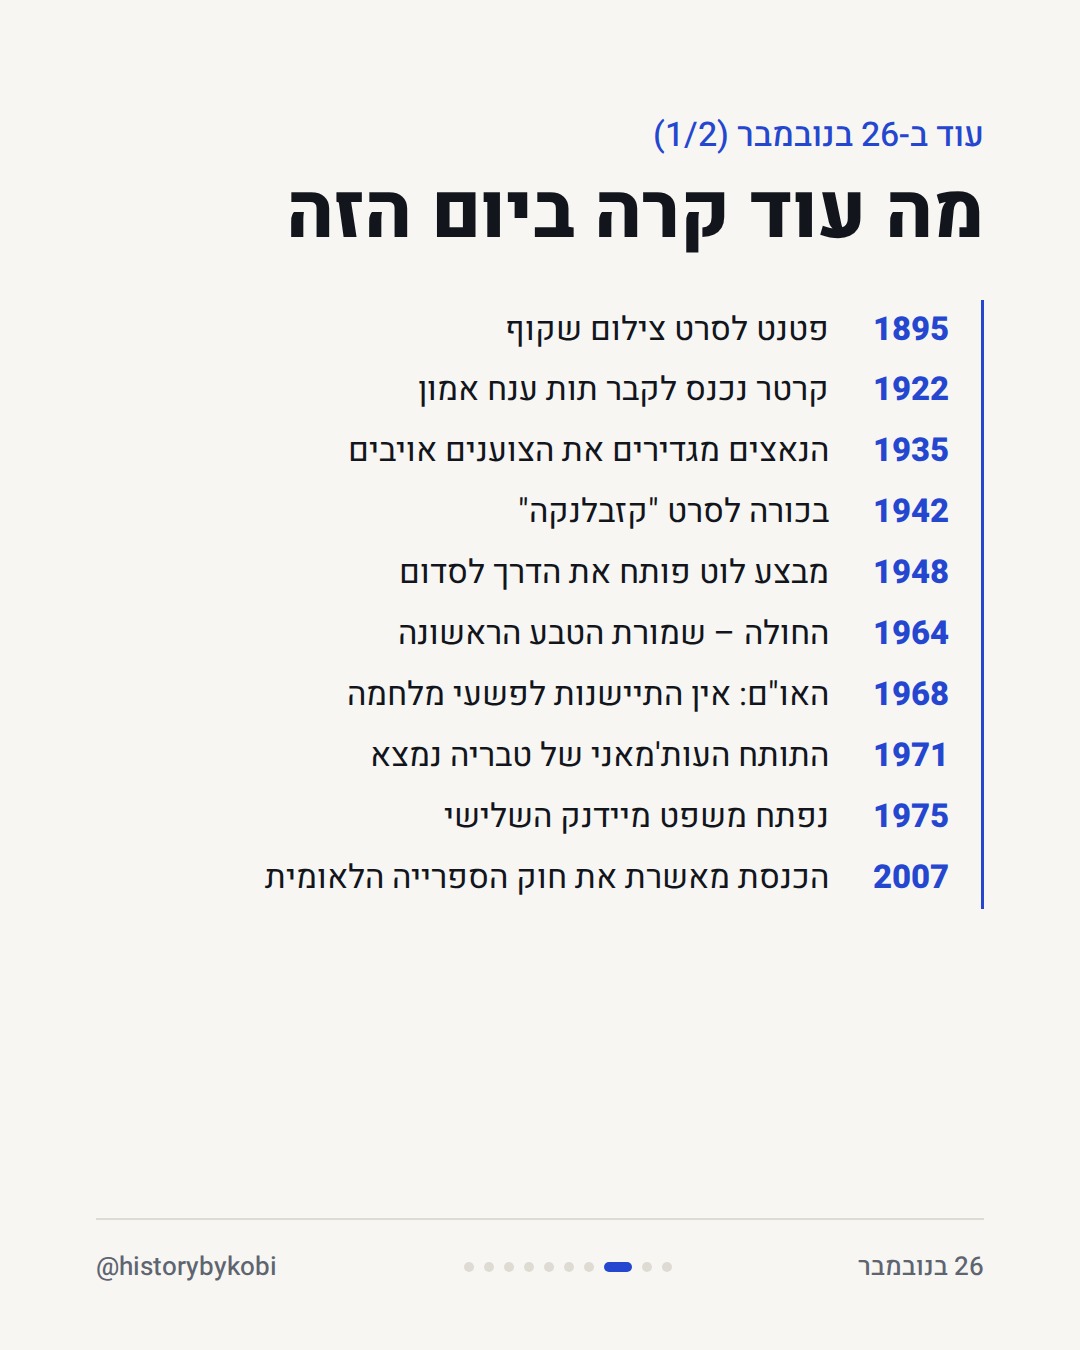 עוד ב-26 בנובמבר (1/2)
מה עוד קרה ביום הזה
1895 פטנט לסרט צילום שקוף
1922 קרטר נכנס לקבר תות ענח אמון
1935 הנאצים מגדירים את הצוענים אויבים
1942 בכורה לסרט "קזבלנקה"
1948 מבצע לוט פותח את הדרך לסדום
1964 החולה – שמורת הטבע הראשונה
1968 האו"ם: אין התיישנות לפשעי מלחמה
1971 התותח העות'מאני של טבריה נמצא
1975 נפתח משפט מיידנק השלישי
2007 הכנסת מאשרת את חוק הספרייה הלאומית
26 בנובמבר
@historybykobi